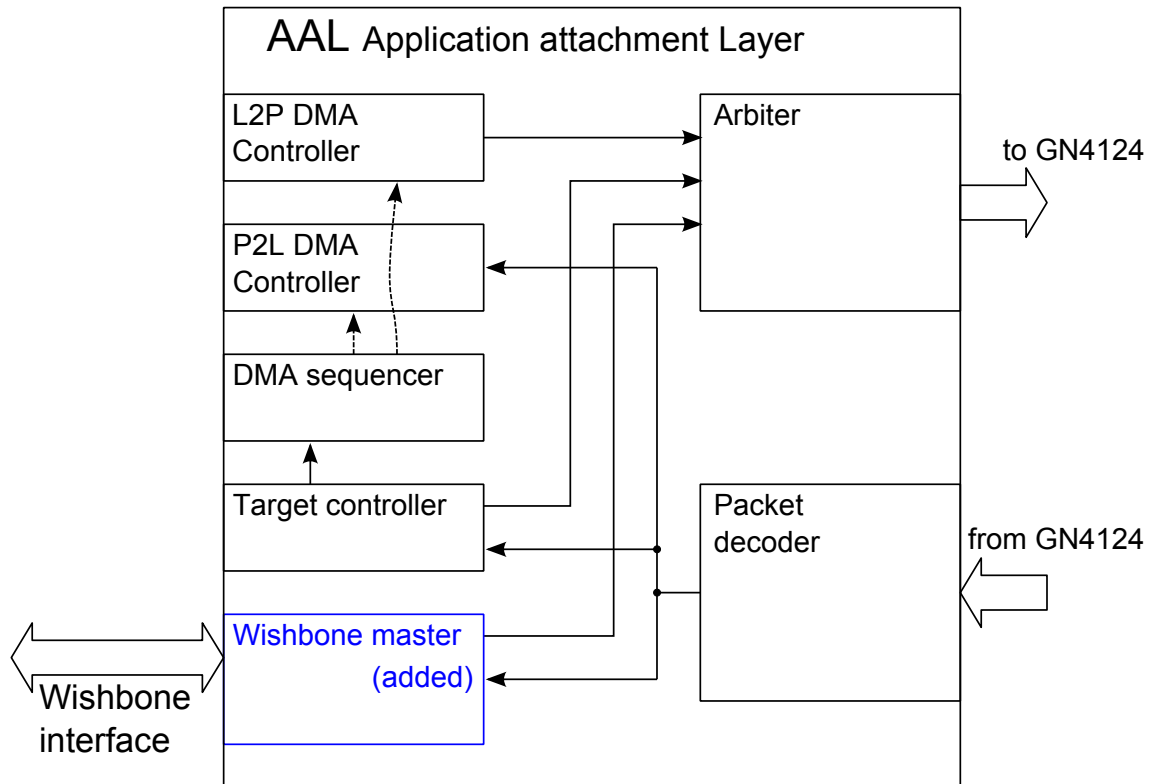 AAL Application attachment Layer
L2P DMA
Controller
Arbiter
to GN4124
P2L DMA
Controller
DMA sequencer
Target controller
Packet
decoder
from GN4124
Wishbone master
(added)
Wishbone
interface